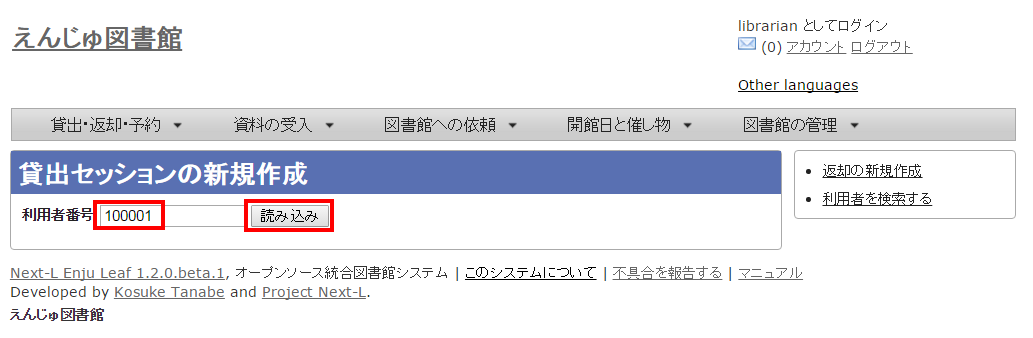 えんじゅ図書館
librarian としてログイン
(0) アカウント ログアウト
Other languages
貸出・返却・予約 資料の受入 図書館への依頼 開館日と催し物 図書館の管理
貸出セッションの新規作成
利用者番号 100001 読み込み
返却の新規作成
利用者を検索する
Next-L Enju Leaf 1.2.0.beta.1, オープンソース統合図書館システム | このシステムについて | 不具合を報告する | マニュアル
Developed by Kosuke Tanabe and Project Next-L.
えんじゅ図書館